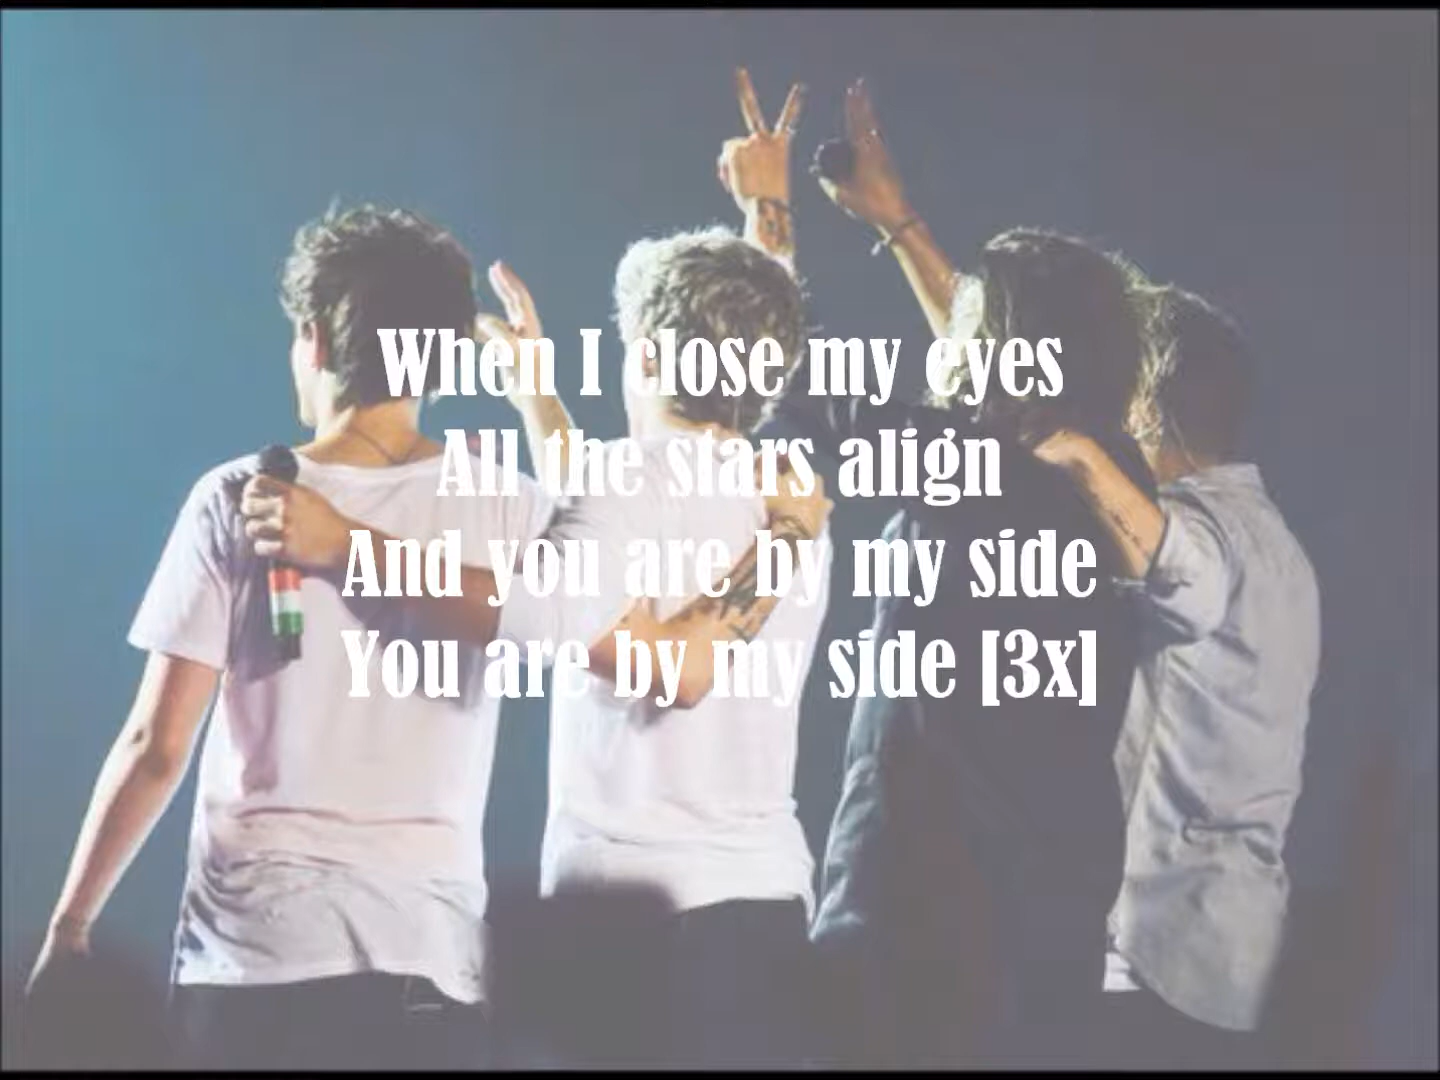 When I close my eyes
All the stars align
And you are by my side
You are by my side [3x]